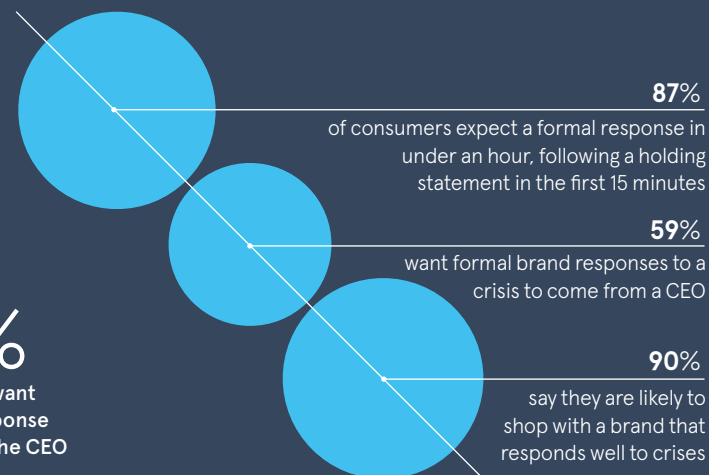 87%
of consumers expect a formal response in
under an hour, following a holding
statement in the first 15 minutes
59%
want formal brand responses to a
crisis to come from a CEO
90%
say they are likely to
shop with a brand that
responds well to crises
%
the CEO